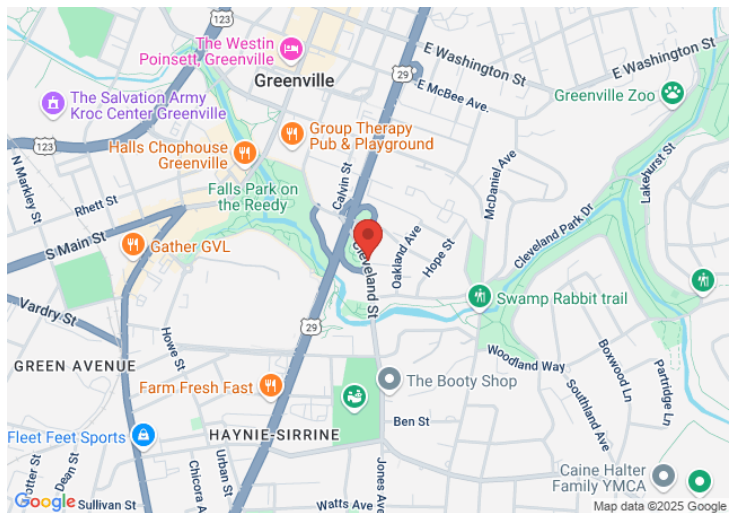 123
The Westin
Poinsett, Greenville
E Washington St
E Washington St
Greenville
29
E McBee Ave.
Greenville Zoo
The Salvation Army
Kroc Center Greenville
Group Therapy
Pub & Playground
123
Halls Chophouse
Greenville
N Markley St
Calvin St
McDaniel Ave
Lakehurst St
Falls Park on
the Reedy
Rhett St
S Main St
Gather GVL
Cleveland St
Oakland Ave
Hope St
Cleveland Park Dr
Swamp Rabbit trail
Vardry St
29
Howe St
Woodland Way
Boxwood Ln
Partridge Ln
GREEN AVENUE
Farm Fresh Fast
The Booty Shop
Southland Ave
Ben St
Fleet Feet Sports
HAYNIE-SIRRINE
Otter St
Dean St
Chicora A
Urban St
Jones Ave
Caine Halter
Family YMCA
Google
Sullivan St
Watts Ave
Map data ©2025 Google